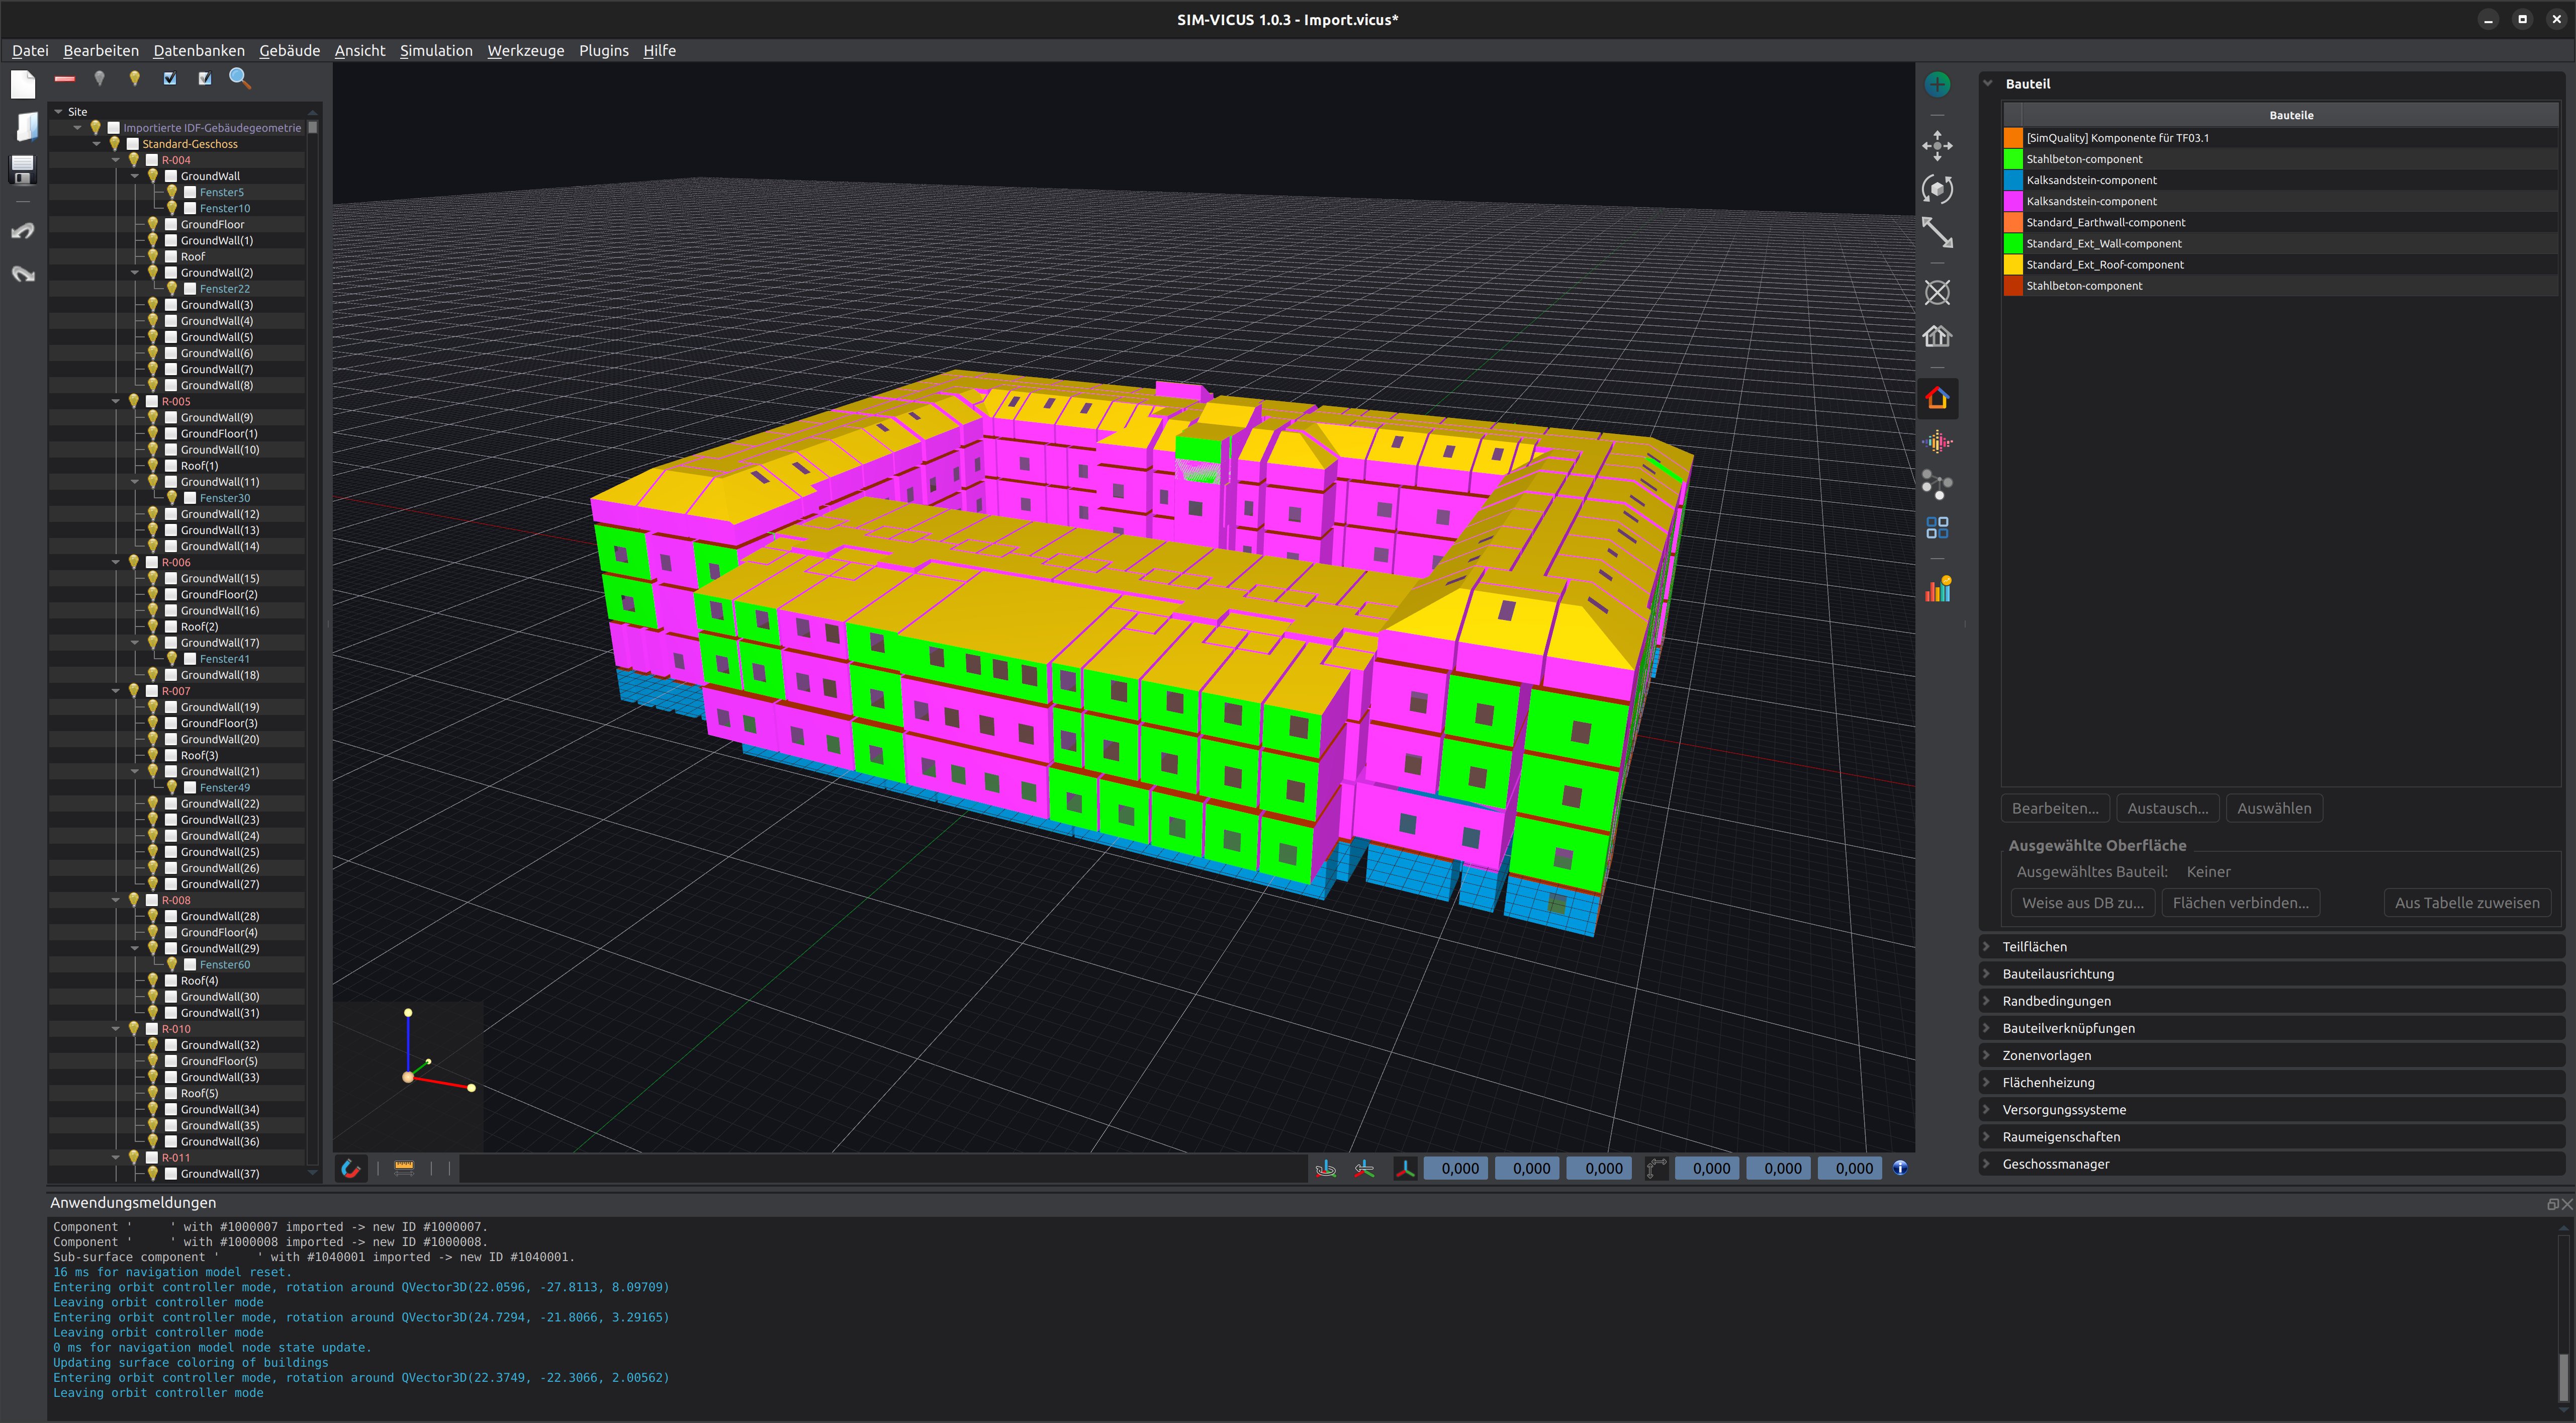 SIM-VICUS 1.0.3 - Import.vicus*
Datei Bearbeiten Datenbanken Gebäude Ansicht Simulation Werkzeuge Plugins Hilfe
Site
Importierte IDF-Gebäudegeometrie
Standard-Geschoss
R-004
GroundWall
Fenster5
Fenster10
GroundFloor
GroundWall(1)
Roof
GroundWall(2)
Fenster22
GroundWall(3)
GroundWall(4)
GroundWall(5)
GroundWall(6)
GroundWall(7)
GroundWall(8)
R-005
GroundWall(9)
GroundFloor(1)
GroundWall(10)
Roof(1)
GroundWall(11)
Fenster30
GroundWall(12)
GroundWall(13)
GroundWall(14)
R-006
GroundWall(15)
GroundFloor(2)
GroundWall(16)
Roof(2)
GroundWall(17)
Fenster41
GroundWall(18)
R-007
GroundWall(19)
GroundFloor(3)
GroundWall(20)
Roof(3)
GroundWall(21)
Fenster49
GroundWall(22)
GroundWall(23)
GroundWall(24)
GroundWall(25)
GroundWall(26)
GroundWall(27)
R-008
GroundWall(28)
GroundFloor(4)
GroundWall(29)
Fenster60
Roof(4)
GroundWall(30)
GroundWall(31)
R-010
GroundWall(32)
GroundFloor(5)
GroundWall(33)
Roof(5)
GroundWall(34)
GroundWall(35)
GroundWall(36)
R-011
GroundWall(37)
0,000 0,000 0,000 0,000 0,000 0,000
Bauteil
Bauteile
[SimQuality] Komponente für TF03.1
Stahlbeton-component
Kalksandstein-component
Kalksandstein-component
Standard_Earthwall-component
Standard_Ext_Wall-component
Standard_Ext_Roof-component
Stahlbeton-component
Bearbeiten... Austausch... Auswählen
Ausgewählte Oberfläche
Ausgewähltes Bauteil: Keiner
Weise aus DB zu... Flächen verbinden... Aus Tabelle zuweisen
Teilflächen
Bauteilausrichtung
Randbedingungen
Bauteilverknüpfungen
Zonenvorlagen
Flächenheizung
Versorgungssysteme
Raumeigenschaften
Geschossmanager
Anwendungsmeldungen
Component '     ' with #1000007 imported -> new ID #1000007.
Component '     ' with #1000008 imported -> new ID #1000008.
Sub-surface component '     ' with #1040001 imported -> new ID #1040001.
16 ms for navigation model reset.
Entering orbit controller mode, rotation around QVector3D(22.0596, -27.8113, 8.09709)
Leaving orbit controller mode
Entering orbit controller mode, rotation around QVector3D(24.7294, -21.8066, 3.29165)
Leaving orbit controller mode
0 ms for navigation model node state update.
Updating surface coloring of buildings
Entering orbit controller mode, rotation around QVector3D(22.3749, -22.3066, 2.00562)
Leaving orbit controller mode